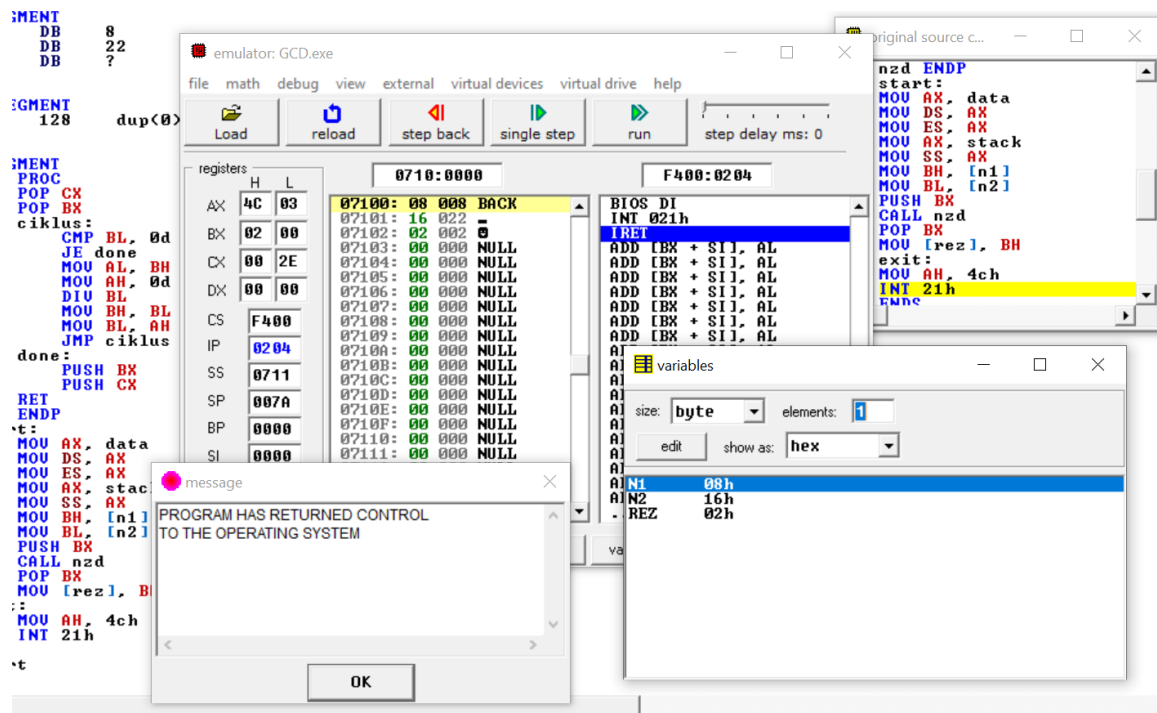 GMENT
DB 8
DB 22
DB ?
EGMENT
128 dup(0)
GMENT
PROC
POP CX
POP BX
ciklus:
CMP BL, 0d
JE done
MOV AL, BH
MOV AH, 0d
DIV BL
MOV BH, BL
MOV BL, AH
JMP ciklus
done:
PUSH BX
PUSH CX
RET
ENDP
t:
MOV AX, data
MOV DS, AX
MOV ES, AX
MOV AX, stac
MOV SS, AX
MOV BH, [n1]
MOV BL, [n2]
PUSH BX
CALL nzd
POP BX
MOV [rez], B
:
MOV AH, 4ch
INT 21h
t
emulator: GCD.exe
file math debug view external virtual devices virtual drive help
Load reload step back single step run step delay ms: 0
registers
H L
AX 4C 03
BX 02 00
CX 00 2E
DX 00 00
CS F400
IP 0204
SS 0711
SP 007A
BP 0000
SI 0000
0710:0000
07100: 08 008 BACK
07101: 16 022
07102: 02 002
07103: 00 000 NULL
07104: 00 000 NULL
07105: 00 000 NULL
07106: 00 000 NULL
07107: 00 000 NULL
07108: 00 000 NULL
07109: 00 000 NULL
0710A: 00 000 NULL
0710B: 00 000 NULL
0710C: 00 000 NULL
0710D: 00 000 NULL
0710E: 00 000 NULL
0710F: 00 000 NULL
07110: 00 000 NULL
07111: 00 000 NULL
F400:0204
BIOS DI
INT 021h
IRET
ADD [BX + SI], AL
ADD [BX + SI], AL
ADD [BX + SI], AL
ADD [BX + SI], AL
ADD [BX + SI], AL
ADD [BX + SI], AL
ADD [BX + SI], AL
va
original source c...
nzd ENDP
start:
MOV AX, data
MOV DS, AX
MOV ES, AX
MOV AX, stack
MOV SS, AX
MOV BH, [n1]
MOV BL, [n2]
PUSH BX
CALL nzd
POP BX
MOV [rez], BH
exit:
MOV AH, 4ch
INT 21h
ENDS
variables
size: byte elements: 1
edit show as: hex
N1 08h
N2 16h
REZ 02h
message
PROGRAM HAS RETURNED CONTROL
TO THE OPERATING SYSTEM
OK